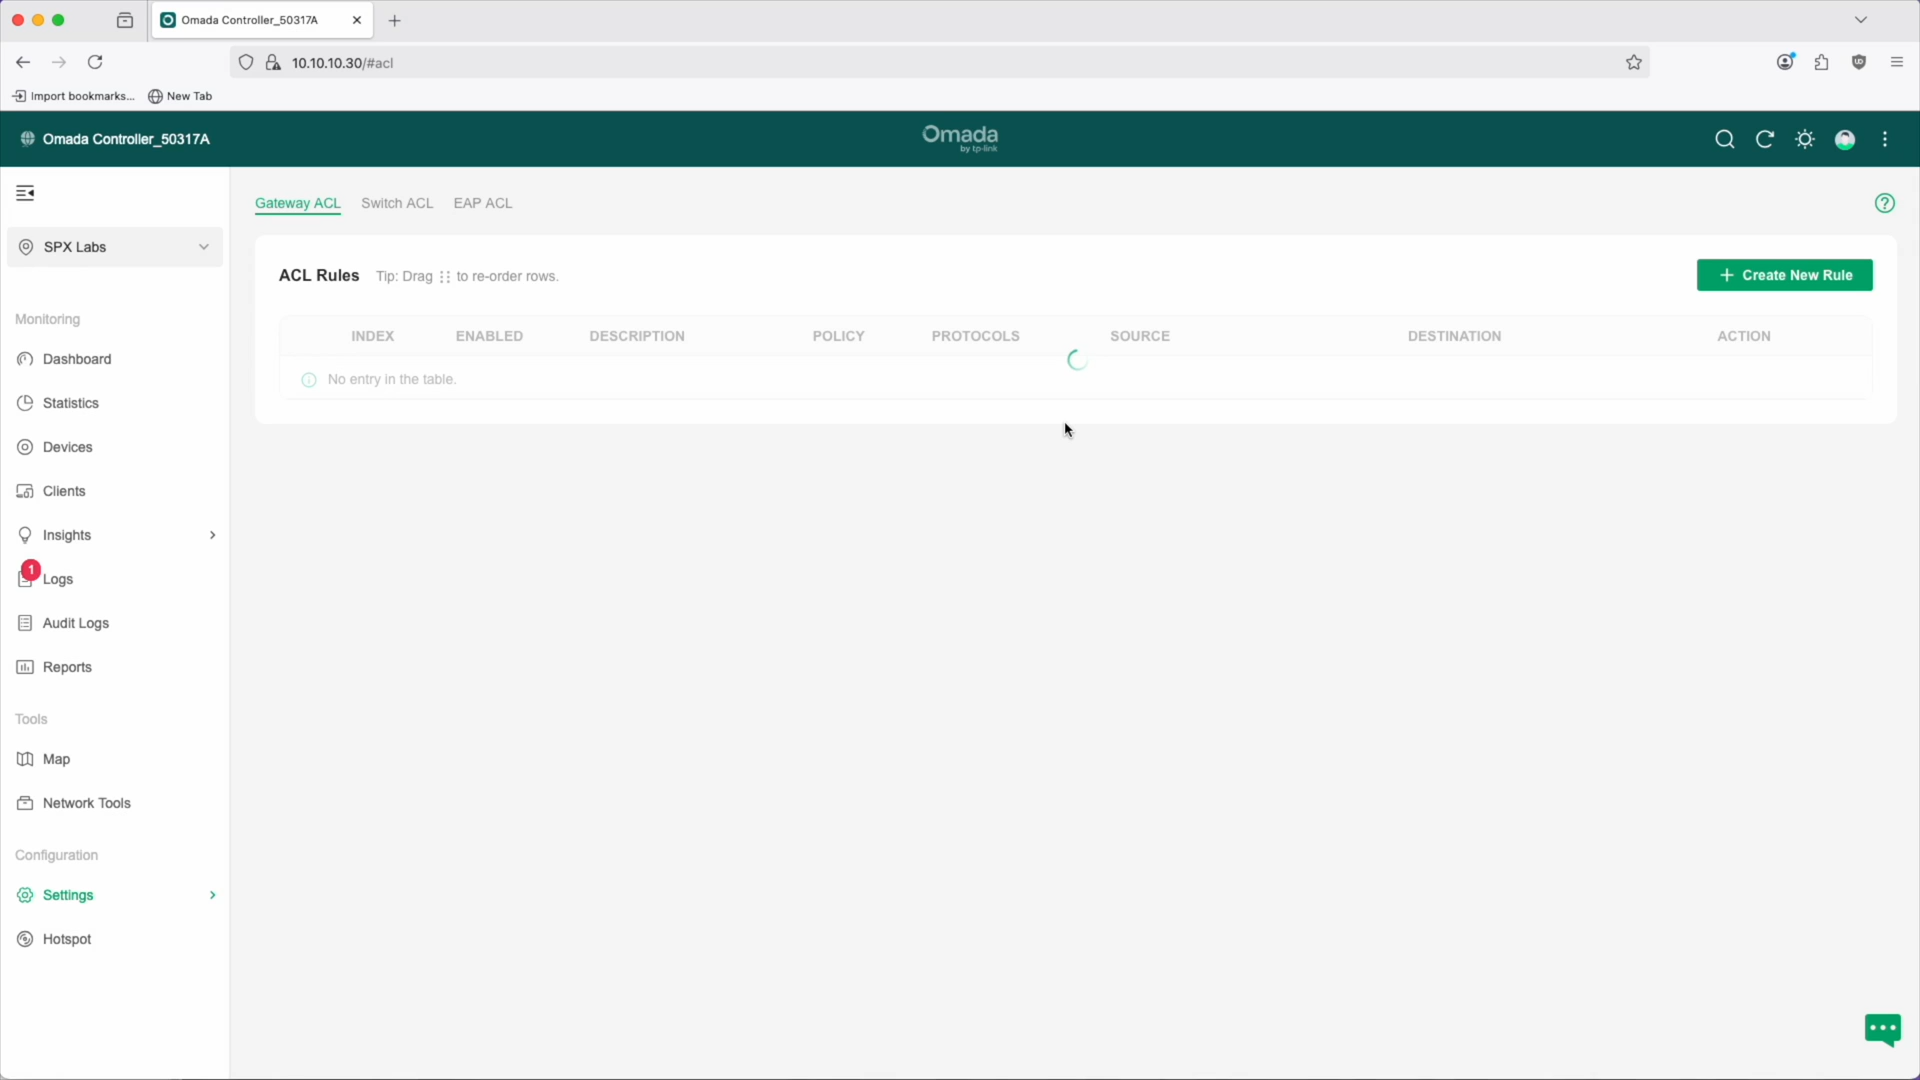 Omada Controller_50317A
10.10.10.30/#acl
Import bookmarks...
New Tab
Omada Controller_50317A
Omada
by tp-link
Gateway ACL
Switch ACL
EAP ACL
SPX Labs
ACL Rules
Tip: Drag to re-order rows.
Create New Rule
INDEX
ENABLED
DESCRIPTION
POLICY
PROTOCOLS
SOURCE
DESTINATION
ACTION
No entry in the table.
Monitoring
Dashboard
Statistics
Devices
Clients
Insights
1
Logs
Audit Logs
Reports
Tools
Map
Network Tools
Configuration
Settings
Hotspot